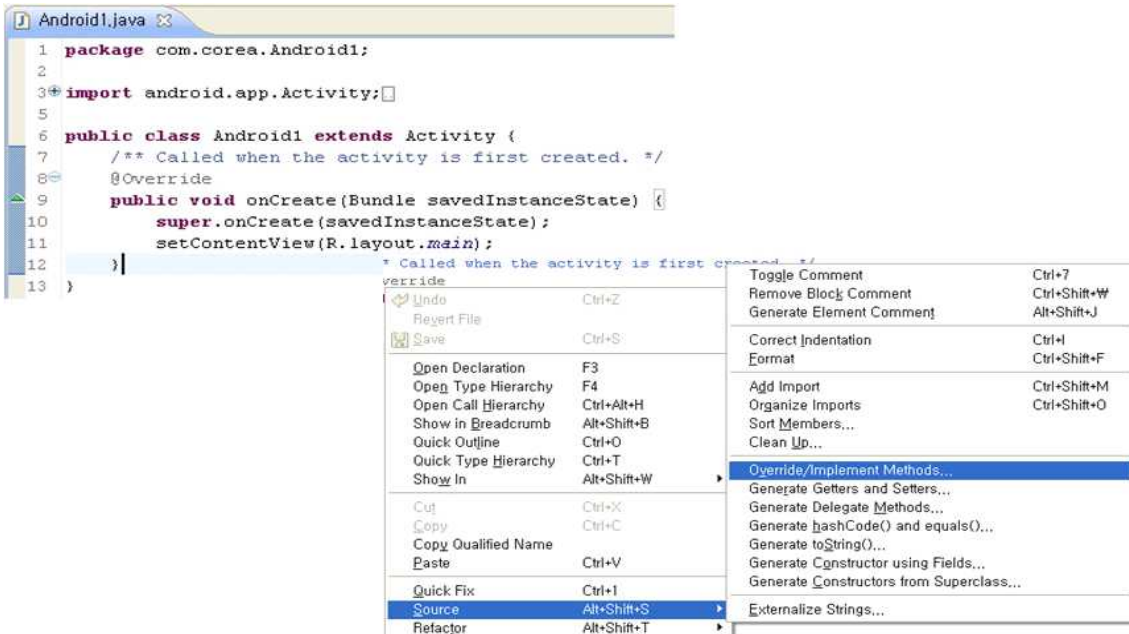 Android1.java
1 package com.corea.Android1;
2
3 import android.app.Activity;
5
6 public class Android1 extends Activity {
7 /** Called when the activity is first created. */
8 @Override
9 public void onCreate(Bundle savedInstanceState) {
10 super.onCreate(savedInstanceState);
11 setContentView(R.layout.main);
12 }
13 }
* Called when the activity is first created. */
verride
Undo Ctrl+Z
Revert File
Save Ctrl+S
Open Declaration F3
Open Type Hierarchy F4
Open Call Hierarchy Ctrl+Alt+H
Show in Breadcrumb Alt+Shift+B
Quick Outline Ctrl+O
Quick Type Hierarchy Ctrl+T
Show In Alt+Shift+W
Cut Ctrl+X
Copy Ctrl+C
Copy Qualified Name
Paste Ctrl+V
Quick Fix Ctrl+1
Source Alt+Shift+S
Refactor Alt+Shift+T
Toggle Comment Ctrl+7
Remove Block Comment Ctrl+Shift+₩
Generate Element Comment Alt+Shift+J
Correct Indentation Ctrl+I
Format Ctrl+Shift+F
Add Import Ctrl+Shift+M
Organize Imports Ctrl+Shift+O
Sort Members...
Clean Up...
Override/Implement Methods...
Generate Getters and Setters...
Generate Delegate Methods...
Generate hashCode() and equals()...
Generate toString()...
Generate Constructor using Fields...
Generate Constructors from Superclass...
Externalize Strings...